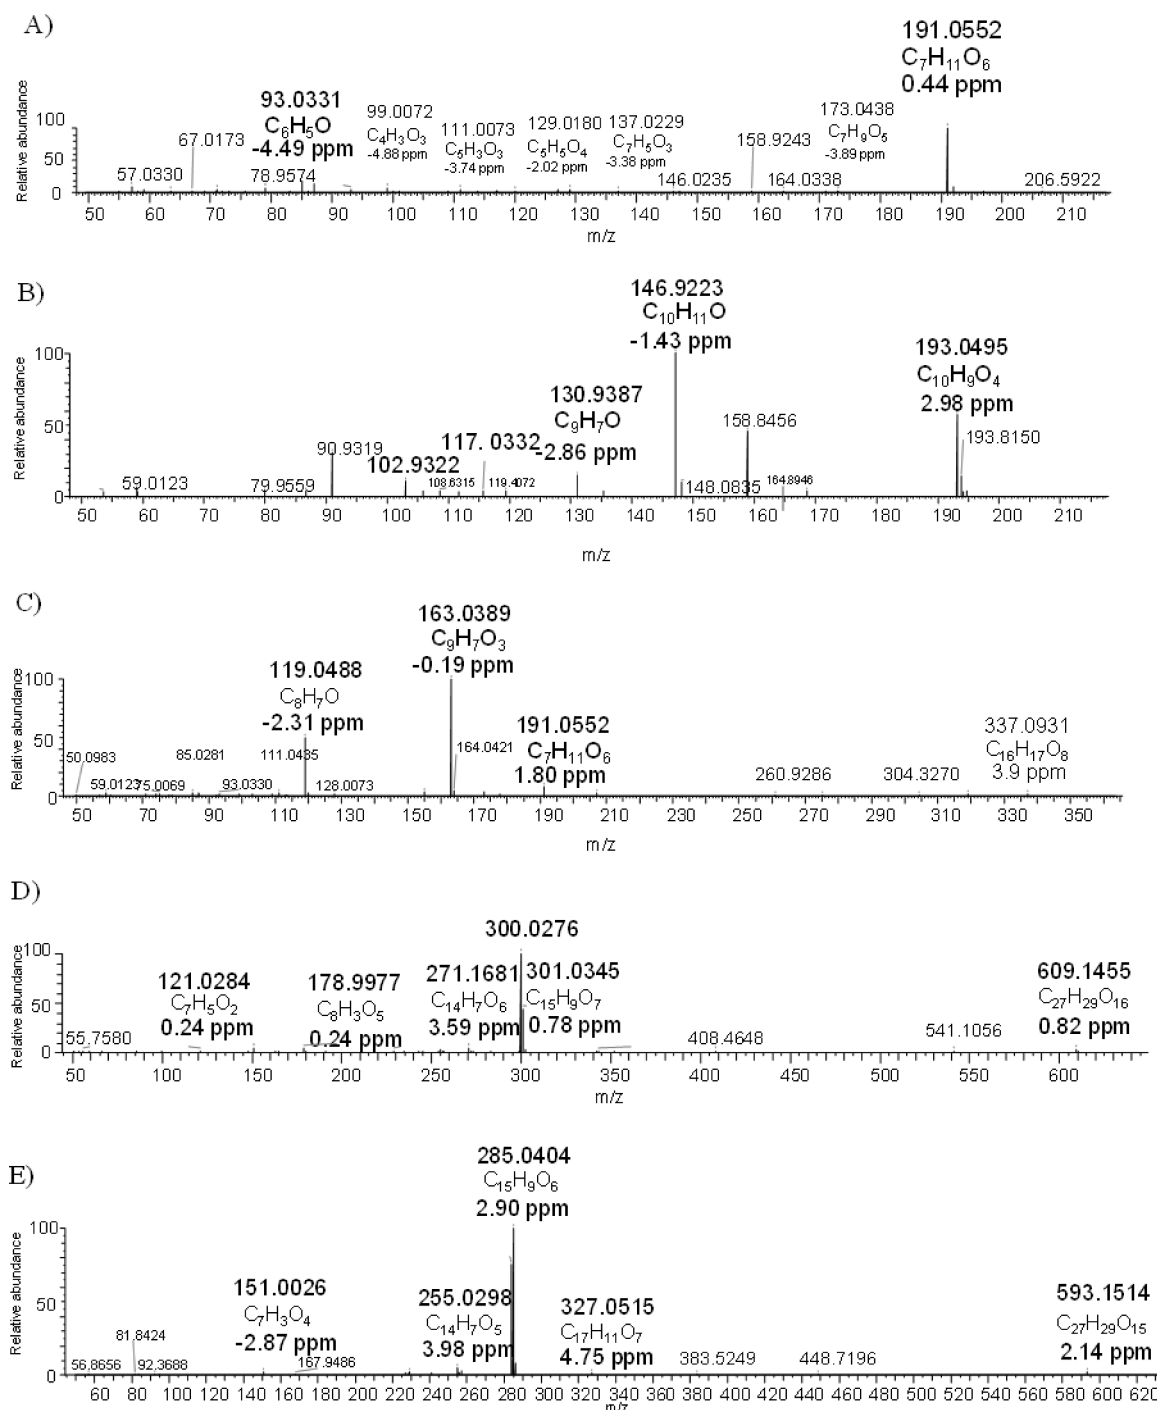 A)
191.0552
C₇H₁₁O₆
0.44 ppm
93.0331
C₆H₅O
-4.49 ppm
67.0173
57.0330
78.9574
99.0072
C₄H₃O₃
-4.88 ppm
111.0073
C₅H₃O₃
-3.74 ppm
129.0180
C₅H₅O₄
-2.02 ppm
137.0229
C₇H₅O₃
-3.38 ppm
146.0235
158.9243
164.0338
173.0438
C₇H₉O₅
-3.89 ppm
206.5922
Relative abundance
100
50
0
50 60 70 80 90 100 110 120 130 140 150 160 170 180 190 200 210
m/z
B)
146.9223
C₁₀H₁₁O
-1.43 ppm
193.0495
C₁₀H₉O₄
2.98 ppm
130.9387
C₉H₇O
-2.86 ppm
117. 0332
102.9322
90.9319
79.9559
59.0123
108.6315
119.4072
158.8456
148.0835
164.8946
193.8150
Relative abundance
100
50
0
50 60 70 80 90 100 110 120 130 140 150 160 170 180 190 200 210
m/z
C)
163.0389
C₉H₇O₃
-0.19 ppm
119.0488
C₈H₇O
-2.31 ppm
50.0983
59.0123
75.0069
85.0281
93.0330
111.0435
128.0073
164.0421
191.0552
C₇H₁₁O₆
1.80 ppm
260.9286
304.3270
337.0931
C₁₆H₁₇O₈
3.9 ppm
Relative abundance
100
50
0
50 70 90 110 130 150 170 190 210 230 250 270 290 310 330 350
m/z
D)
300.0276
121.0284
C₇H₅O₂
0.24 ppm
178.9977
C₈H₃O₅
0.24 ppm
271.1681
C₁₄H₇O₆
3.59 ppm
301.0345
C₁₅H₉O₇
0.78 ppm
609.1455
C₂₇H₂₉O₁₆
0.82 ppm
55.7580
408.4648
541.1056
Relative abundance
100
50
0
50 100 150 200 250 300 350 400 450 500 550 600
m/z
E)
285.0404
C₁₅H₉O₆
2.90 ppm
151.0026
C₇H₃O₄
-2.87 ppm
255.0298
C₁₄H₇O₅
3.98 ppm
327.0515
C₁₇H₁₁O₇
4.75 ppm
593.1514
C₂₇H₂₉O₁₅
2.14 ppm
81.8424
56.8656
92.3688
167.9486
383.5249
448.7196
Relative abundance
100
50
0
60 80 100 120 140 160 180 200 220 240 260 280 300 320 340 360 380 400 420 440 460 480 500 520 540 560 580 600 620
m/z